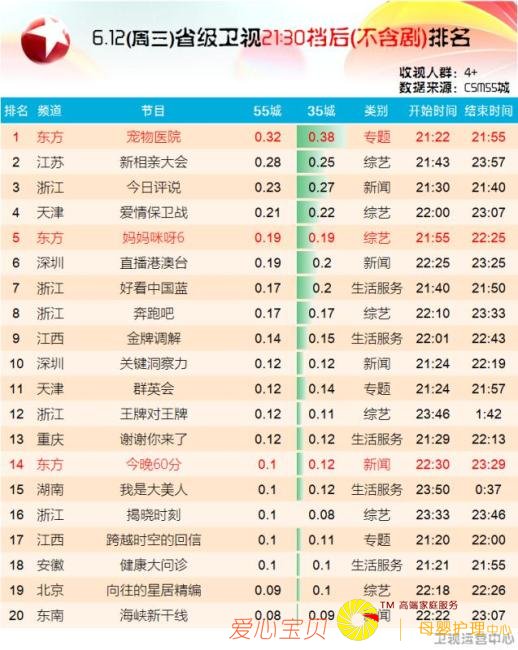 6.12(周三)省级卫视21:30档后(不含剧)排名
收视人群：4+
数据来源：CSM55城
排名 频道 节目 55城 35城 类别 开始时间 结束时间
1 东方 宠物医院 0.32 0.38 专题 21:22 21:55
2 江苏 新相亲大会 0.28 0.25 综艺 21:43 23:57
3 浙江 今日评说 0.23 0.27 新闻 21:30 21:40
4 天津 爱情保卫战 0.21 0.22 综艺 22:00 23:07
5 东方 妈妈咪呀6 0.19 0.19 综艺 21:55 22:25
6 深圳 直播港澳台 0.19 0.2 新闻 22:25 23:25
7 浙江 好看中国蓝 0.17 0.2 生活服务 21:40 21:50
8 浙江 奔跑吧 0.17 0.17 综艺 22:10 23:33
9 江西 金牌调解 0.14 0.15 生活服务 22:01 22:43
10 深圳 关键洞察力 0.12 0.12 新闻 21:24 22:19
11 天津 群英会 0.12 0.14 专题 21:24 21:57
12 浙江 王牌对王牌 0.12 0.11 综艺 23:46 1:42
13 重庆 谢谢你来了 0.12 0.12 生活服务 21:29 22:13
14 东方 今晚60分 0.1 0.12 新闻 22:30 23:29
15 湖南 我是大美人 0.1 0.12 生活服务 23:50 0:37
16 浙江 揭晓时刻 0.1 0.08 综艺 23:33 23:46
17 江西 跨越时空的回信 0.1 0.11 专题 21:20 22:00
18 安徽 健康大问诊 0.1 0.1 生活服务 21:21 21:55
19 北京 向往的星居精编 0.09 0.1 综艺 22:18 22:26
20 东南 海峡新干线 0.08 0.09 闻 22:22 23:07
TM 高端家庭服务
爱心宝贝 母婴护理中心
卫视运营中心